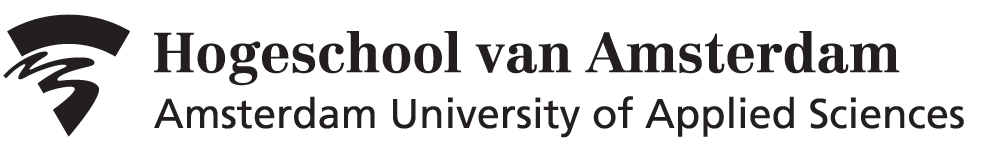 Hogeschool van Amsterdam
Amsterdam University of Applied Sciences